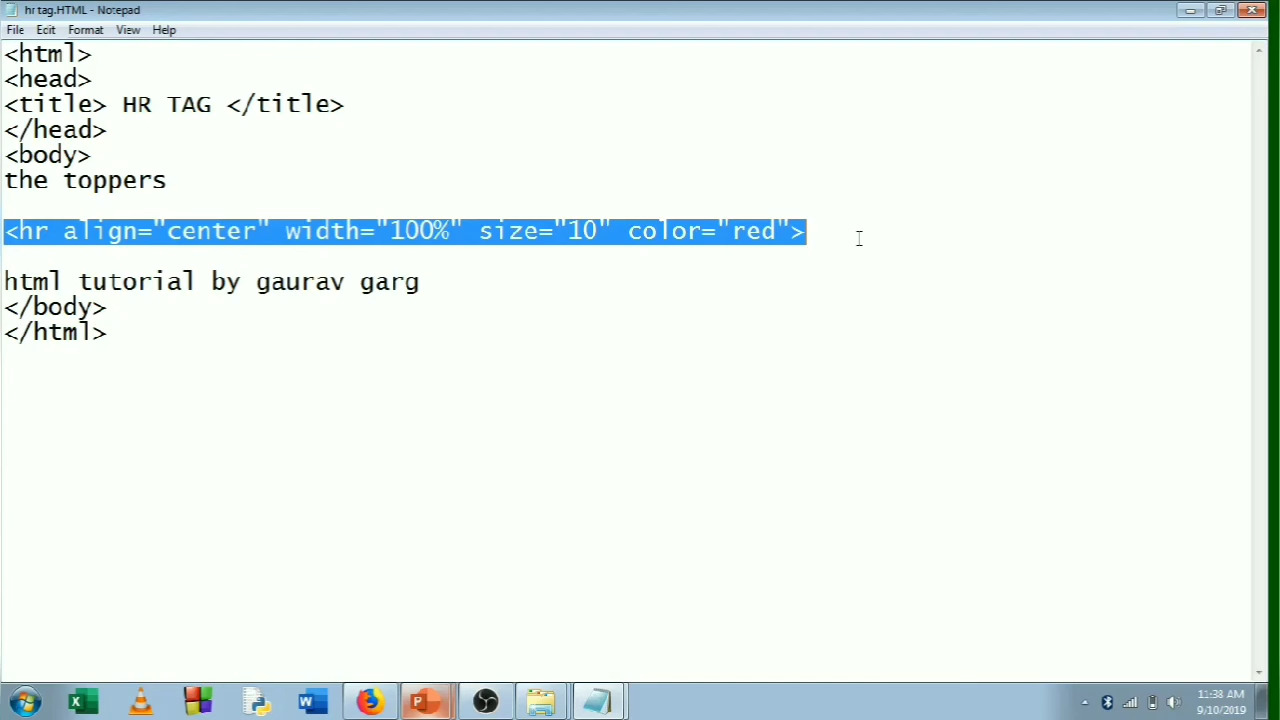 hr tag.HTML - Notepad
File Edit Format View Help
<html>
<head>
<title> HR TAG </title>
</head>
<body>
the toppers
<hr align="center" width="100%" size="10" color="red">
html tutorial by gaurav garg
</body>
</html>
11:38 AM
9/10/2019